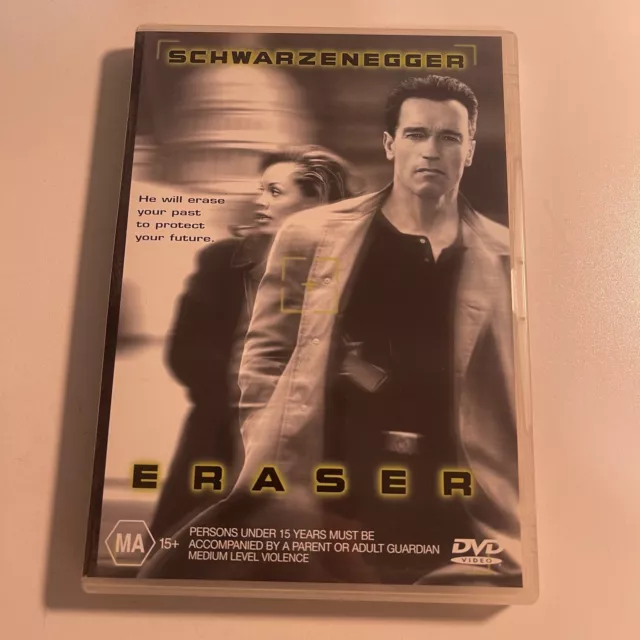 SCHWARZENEGGER
He will erase
your past
to protect
your future.
ERASER
MA 15+
PERSONS UNDER 15 YEARS MUST BE
ACCOMPANIED BY A PARENT OR ADULT GUARDIAN
MEDIUM LEVEL VIOLENCE
DVD
VIDEO